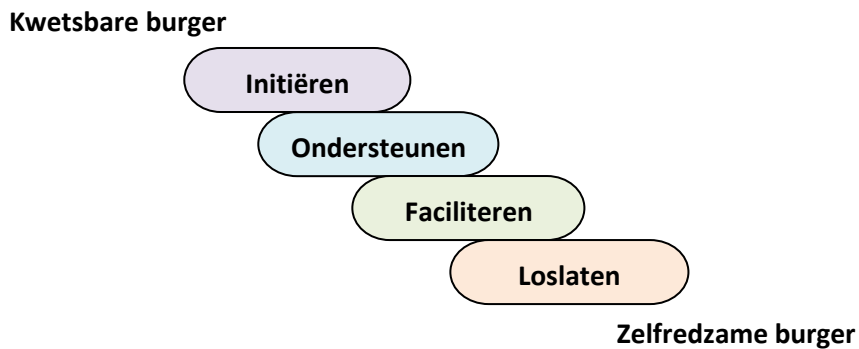 Kwetsbare burger
Initiëren
Ondersteunen
Faciliteren
Loslaten
Zelfredzame burger